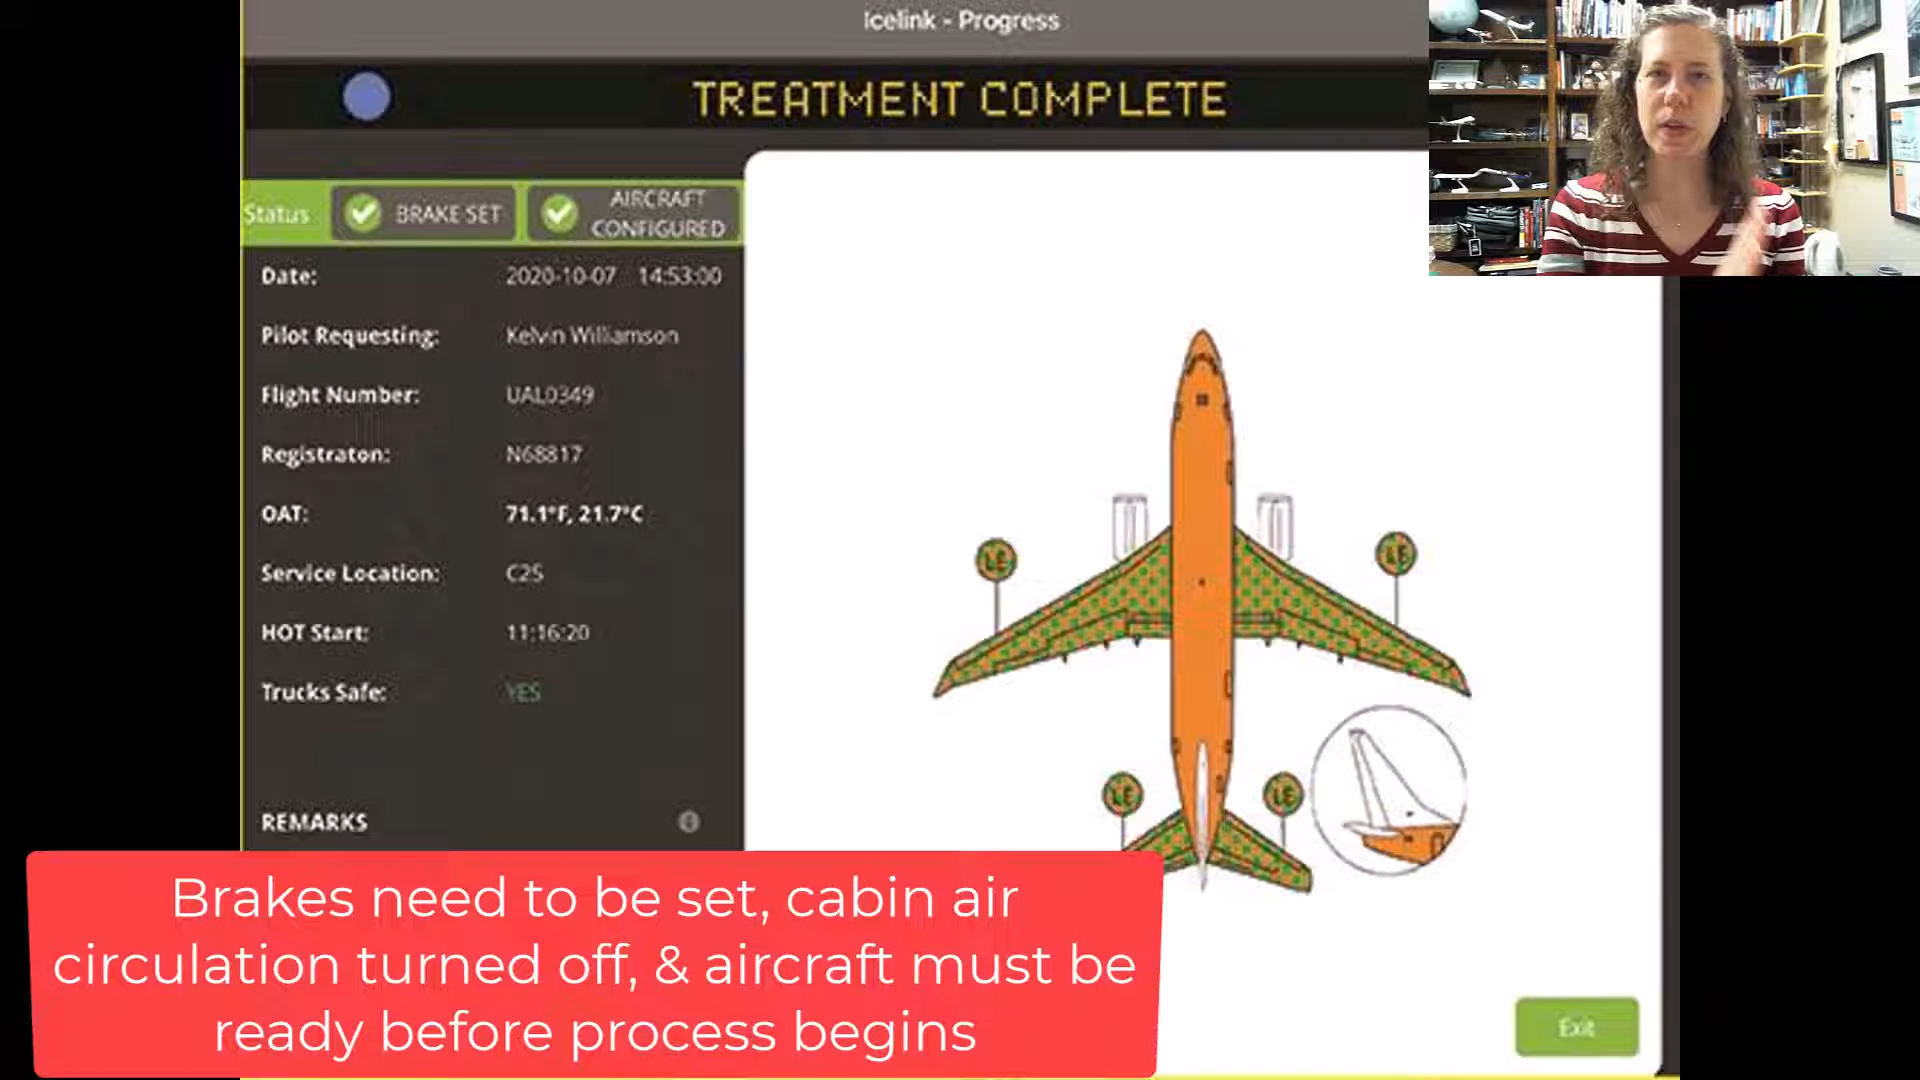 icelink - Progress
TREATMENT COMPLETE
Status
BRAKE SET
AIRCRAFT
CONFIGURED
Date: 2020-10-07 14:53:00
Pilot Requesting: Kelvin Williamson
Flight Number: UAL0349
Registraton: N68817
OAT: 71.1°F, 21.7°C
Service Location: C25
HOT Start: 11:16:20
Trucks Safe: YES
REMARKS
LE
LE
LE
LE
Brakes need to be set, cabin air
circulation turned off, & aircraft must be
ready before process begins
Exit